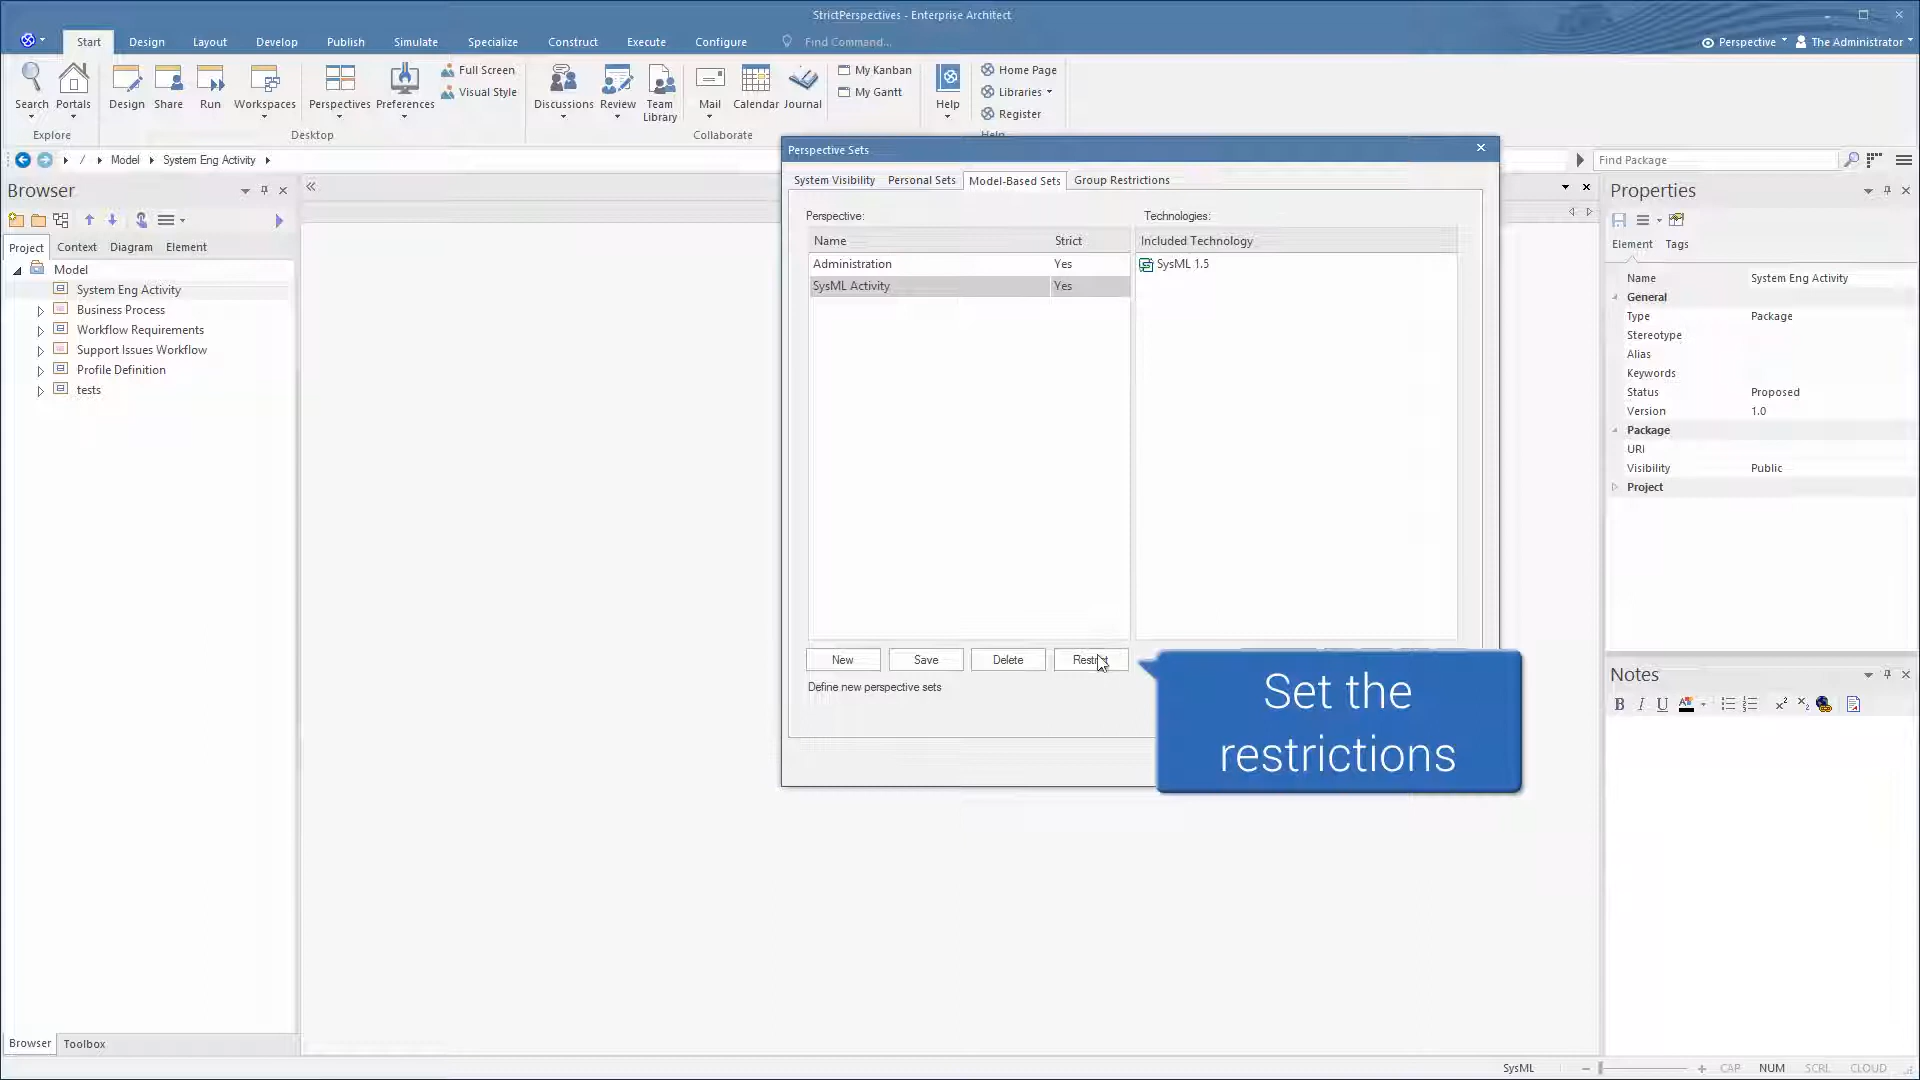 StrictPerspectives - Enterprise Architect
Start Design Layout Develop Publish Simulate Specialize Construct Execute Configure Find Command... Perspective The Administrator
Search Portals Design Share Run Workspaces Perspectives Preferences Full Screen Visual Style Discussions Review Team Library Mail Calendar Journal My Kanban My Gantt Help Home Page Libraries Register
Explore Desktop Collaborate Help
/ Model System Eng Activity Find Package
Browser
Project Context Diagram Element
Model
System Eng Activity
Business Process
Workflow Requirements
Support Issues Workflow
Profile Definition
tests
Browser Toolbox
Perspective Sets
System Visibility Personal Sets Model-Based Sets Group Restrictions
Perspective: Technologies:
Name Strict Included Technology
Administration Yes SysML 1.5
SysML Activity Yes
New Save Delete
Define new perspective sets
Set the
restrictions
Properties
Element Tags
Name System Eng Activity
General
Type Package
Stereotype
Alias
Keywords
Status Proposed
Version 1.0
Package
URI
Visibility Public
Project
Notes
B I U A x² x₂
SysML CAP NUM SCRL CLOUD